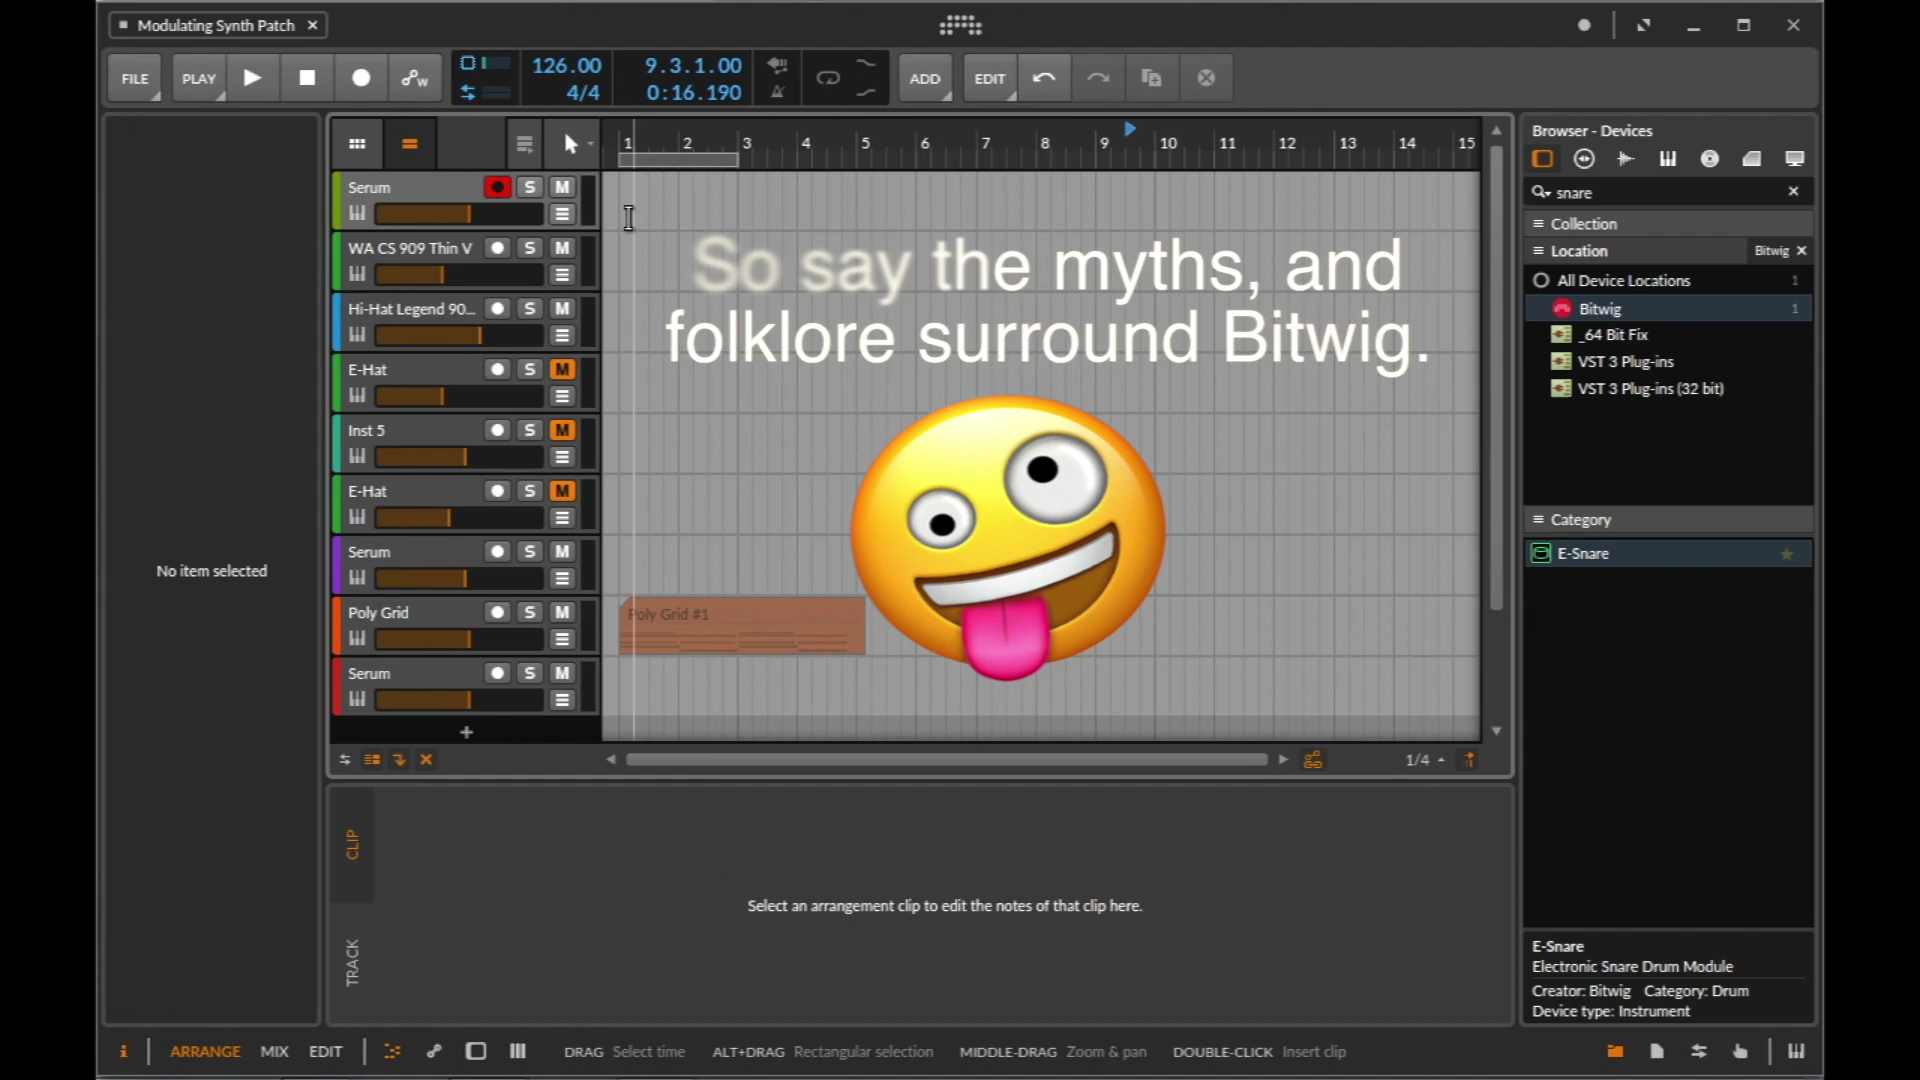 Modulating Synth Patch
FILE PLAY 126.00 4/4 9.3.1.00 0:16.190 ADD EDIT
1 2 3 4 5 6 7 8 9 10 11 12 13 14 15
Serum S M
WA CS 909 Thin V S M
Hi-Hat Legend 90... S M
E-Hat S M
Inst 5 S M
E-Hat S M
Serum S M
Poly Grid S M
Serum S M
+
So say the myths, and
folklore surround Bitwig.
Poly Grid #1
1/4
No item selected
CLIP
TRACK
Select an arrangement clip to edit the notes of that clip here.
Browser - Devices
snare
Collection
Location Bitwig
All Device Locations 1
Bitwig 1
_64 Bit Fix
VST 3 Plug-ins
VST 3 Plug-ins (32 bit)
Category
E-Snare
E-Snare
Electronic Snare Drum Module
Creator: Bitwig Category: Drum
Device type: Instrument
i ARRANGE MIX EDIT DRAG Select time ALT+DRAG Rectangular selection MIDDLE-DRAG Zoom & pan DOUBLE-CLICK Insert clip